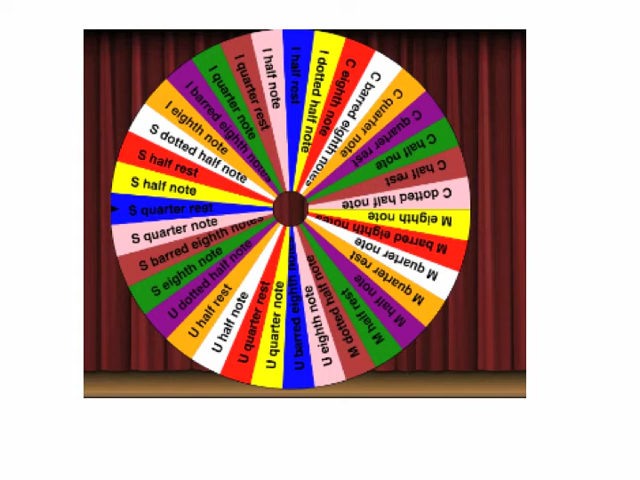 I half rest
I dotted half note
C eighth note
C barred eighth notes
C quarter note
C quarter rest
C half note
C half rest
C dotted half note
M eighth note
M barred eighth notes
M quarter note
M quarter rest
M half note
M half rest
M dotted half note
U eighth note
U barred eighth no
U quarter note
U quarter rest
U half note
U half rest
U dotted half note
S eighth note
S barred eighth notes
S quarter note
S quarter rest
S half note
S half rest
S dotted half note
I eighth note
I barred eighth notes
I quarter note
I quarter rest
I half note